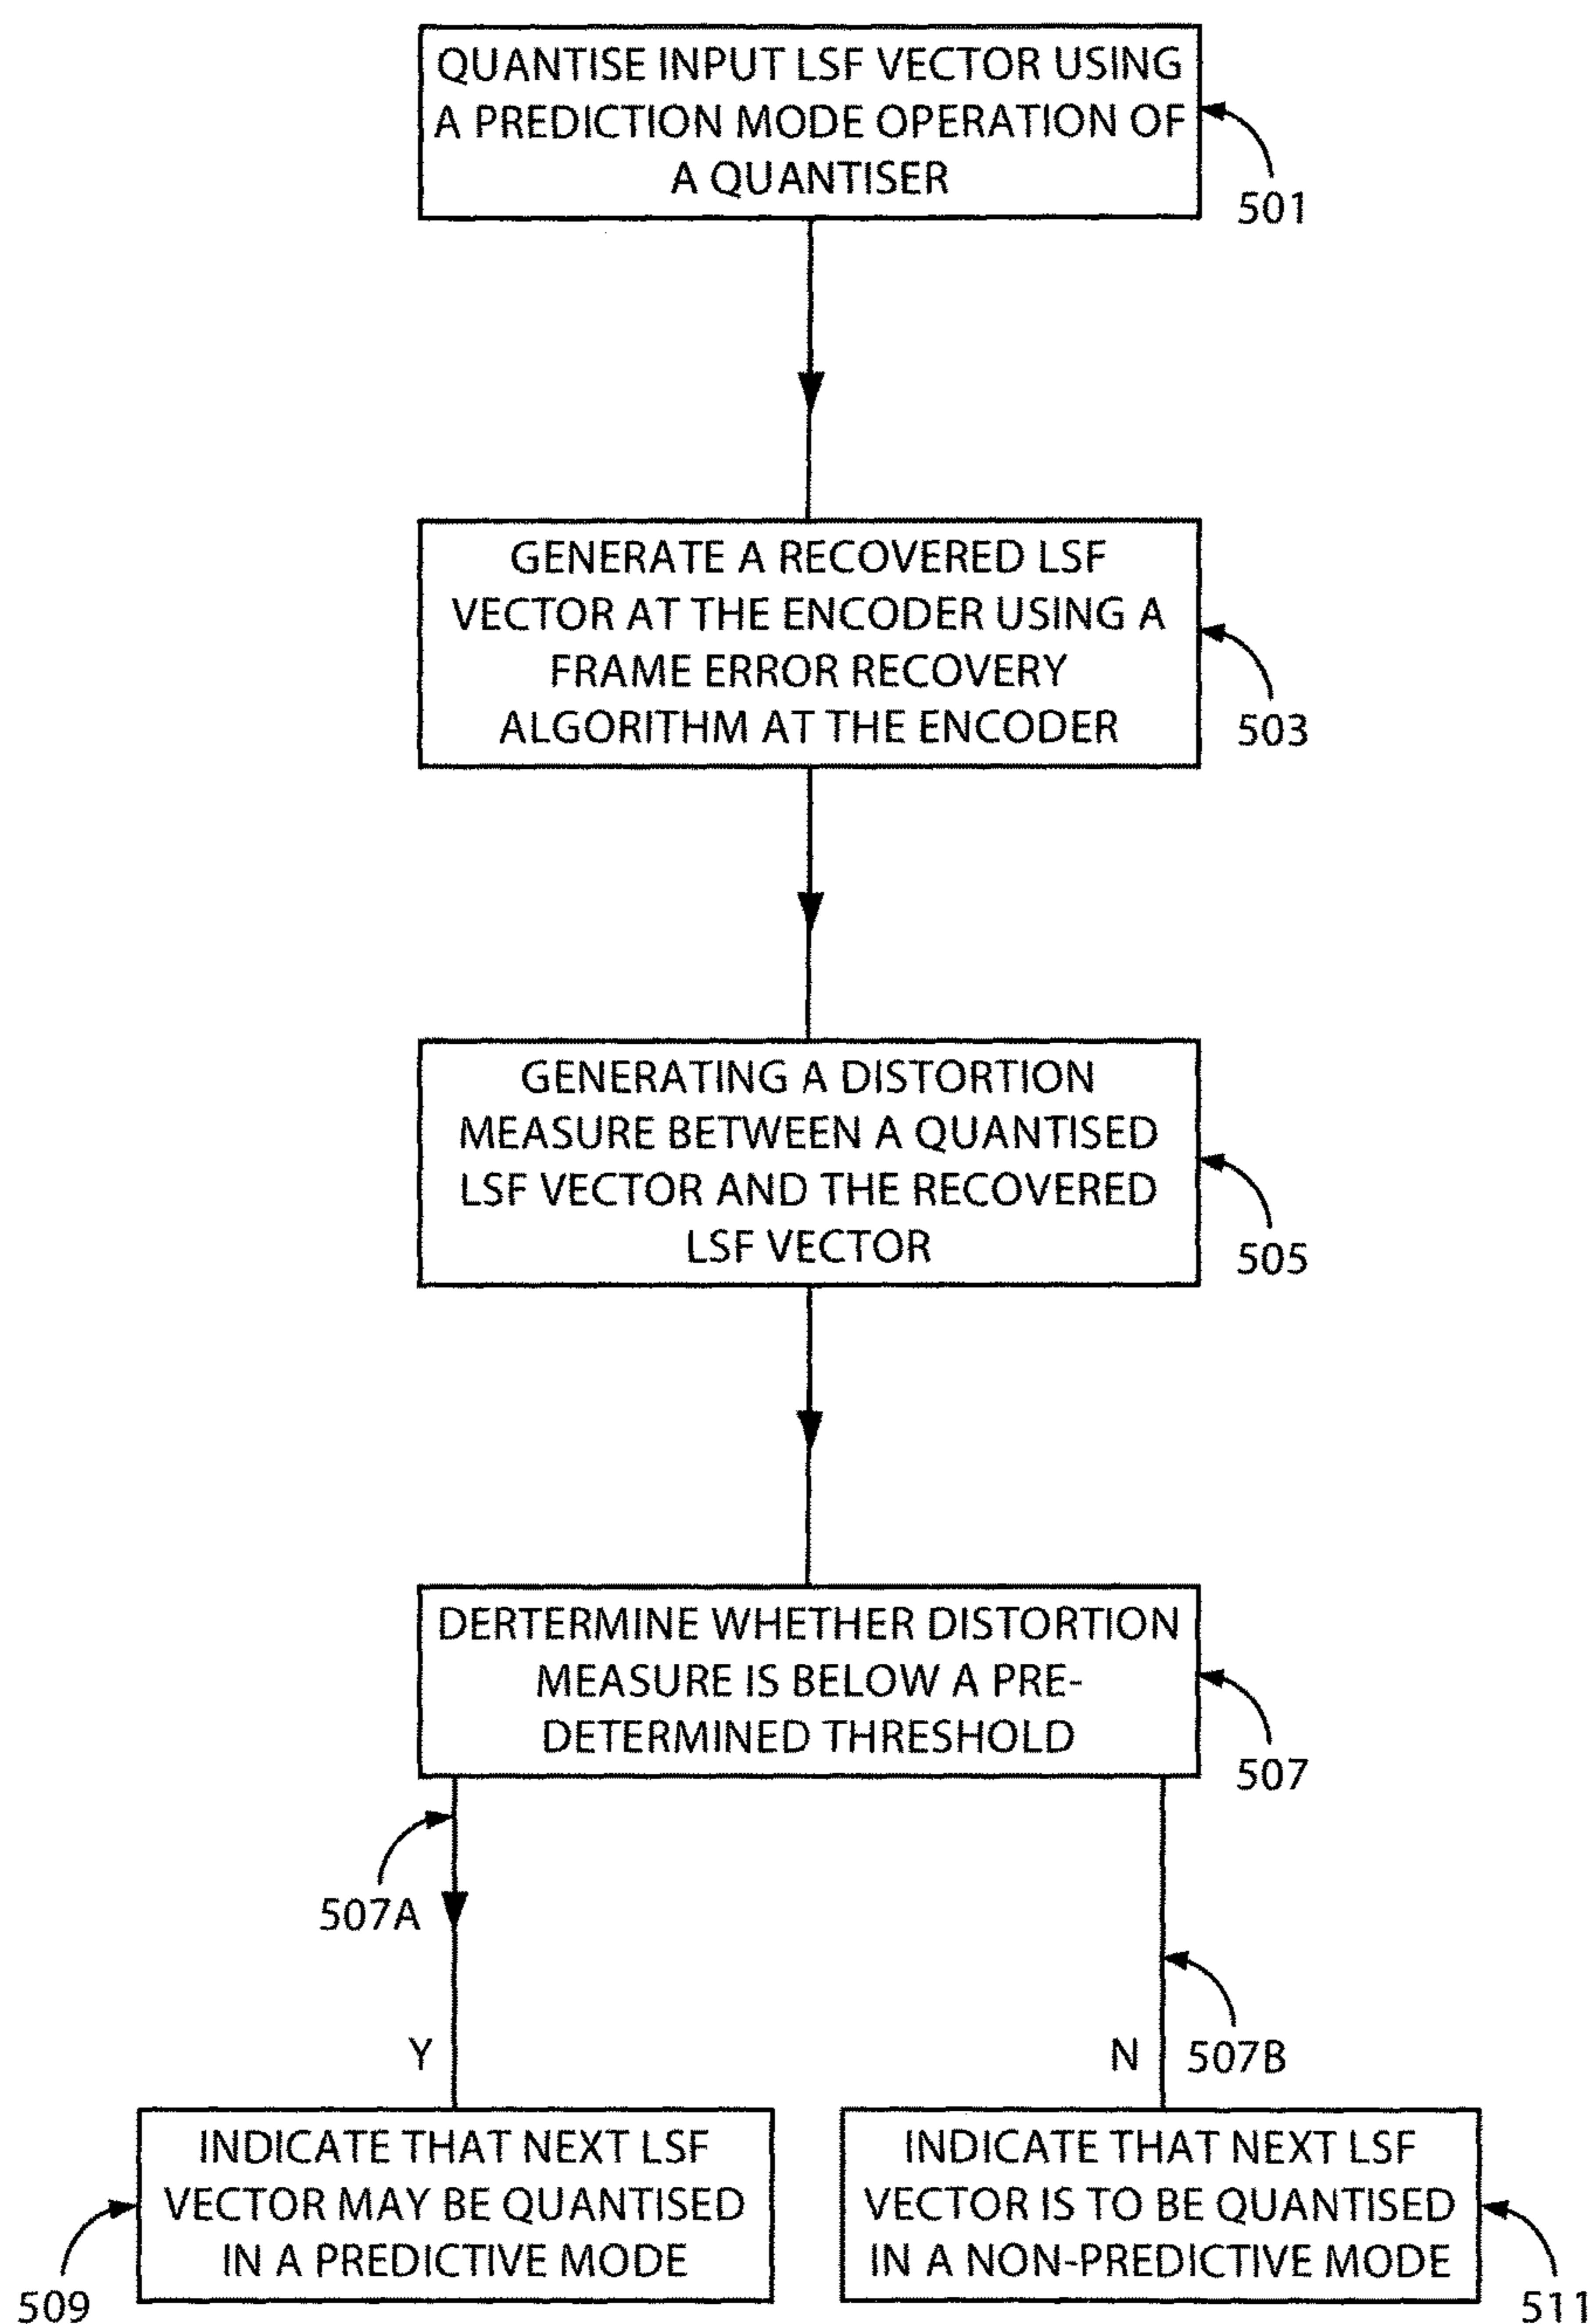 QUANTISE INPUT LSF VECTOR USING
A PREDICTION MODE OPERATION OF
A QUANTISER
501
GENERATE A RECOVERED LSF
VECTOR AT THE ENCODER USING A
FRAME ERROR RECOVERY
ALGORITHM AT THE ENCODER
503
GENERATING A DISTORTION
MEASURE BETWEEN A QUANTISED
LSF VECTOR AND THE RECOVERED
LSF VECTOR
505
DERTERMINE WHETHER DISTORTION
MEASURE IS BELOW A PRE-
DETERMINED THRESHOLD
507
507A
Y
N
507B
INDICATE THAT NEXT LSF
VECTOR MAY BE QUANTISED
IN A PREDICTIVE MODE
509
INDICATE THAT NEXT LSF
VECTOR IS TO BE QUANTISED
IN A NON-PREDICTIVE MODE
511